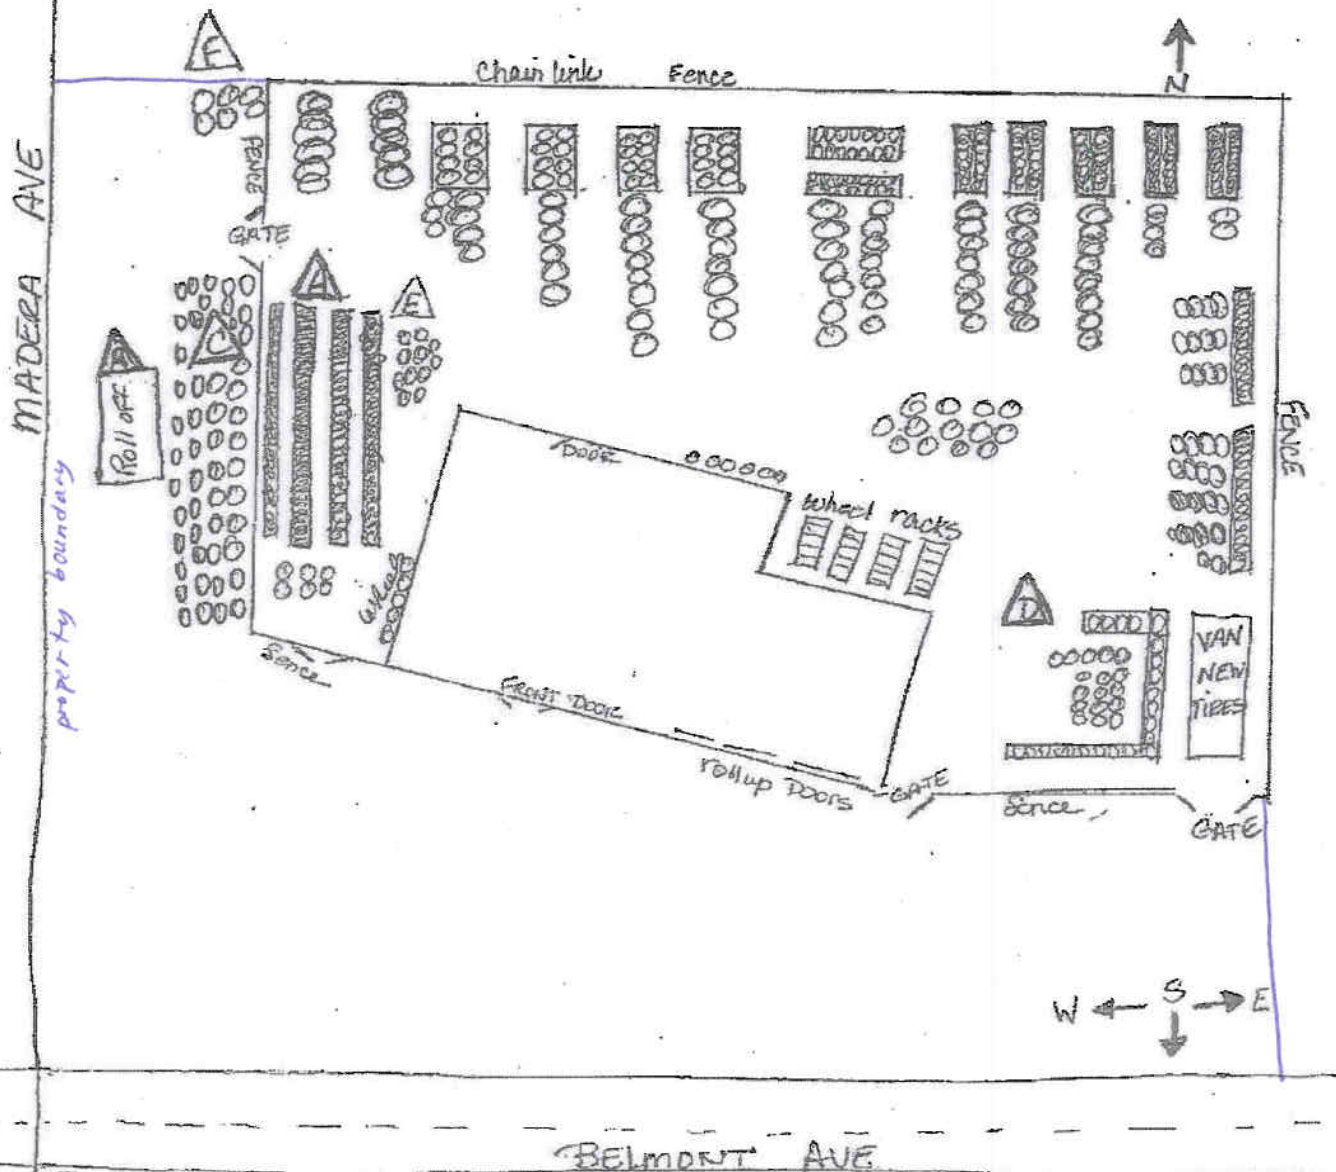 F
Chain link Fence
N
MADERA AVE
FENCE
GATE
A
E
C
Roll off
FENCE
DOOR
wheel racks
property bounday
wheels
D
VAN
NEW
TIRES
fence
FRONT DOOR
rollup DOORS
GATE
fence
GATE
W S E
BELMONT AVE